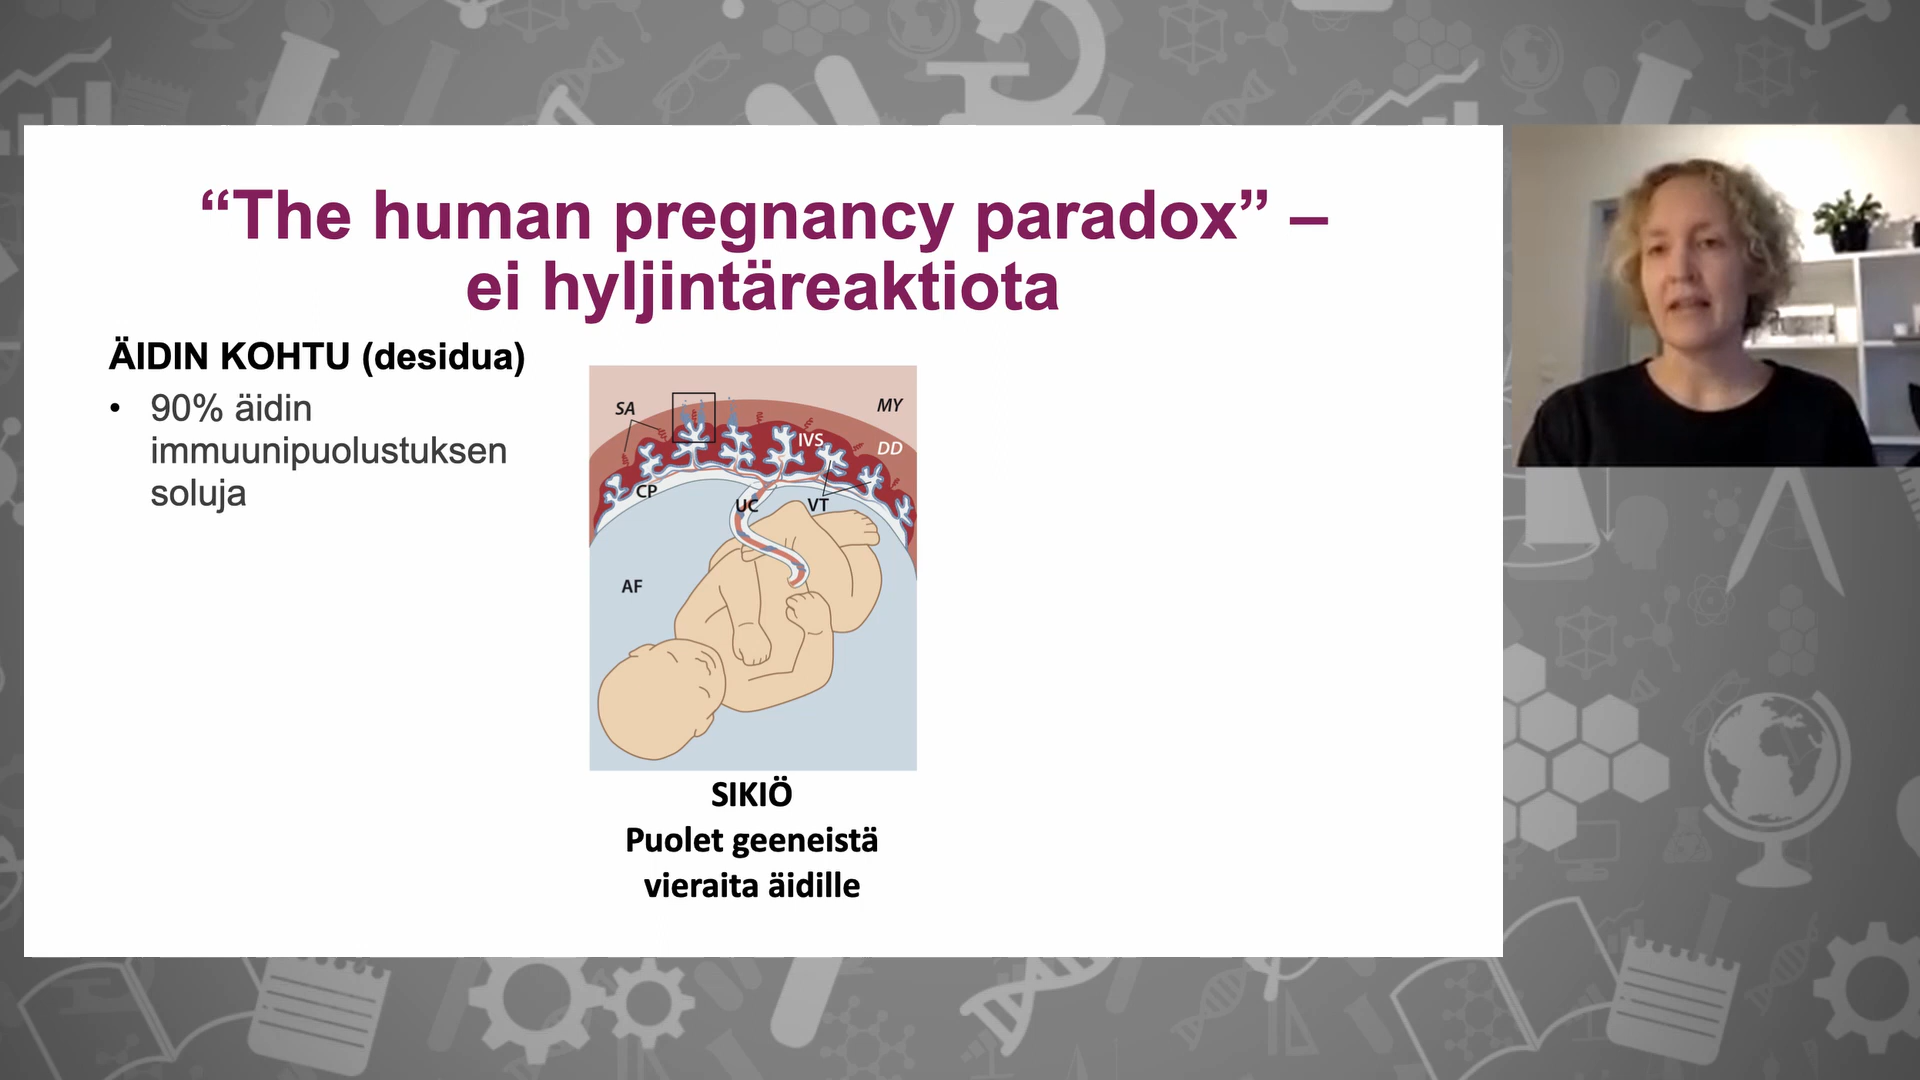 “The human pregnancy paradox” –
ei hyljintäreaktiota
ÄIDIN KOHTU (desidua)
• 90% äidin
immuunipuolustuksen
soluja
SA
MY
IVS
DD
CP
UC
VT
AF
SIKIÖ
Puolet geeneistä
vieraita äidille